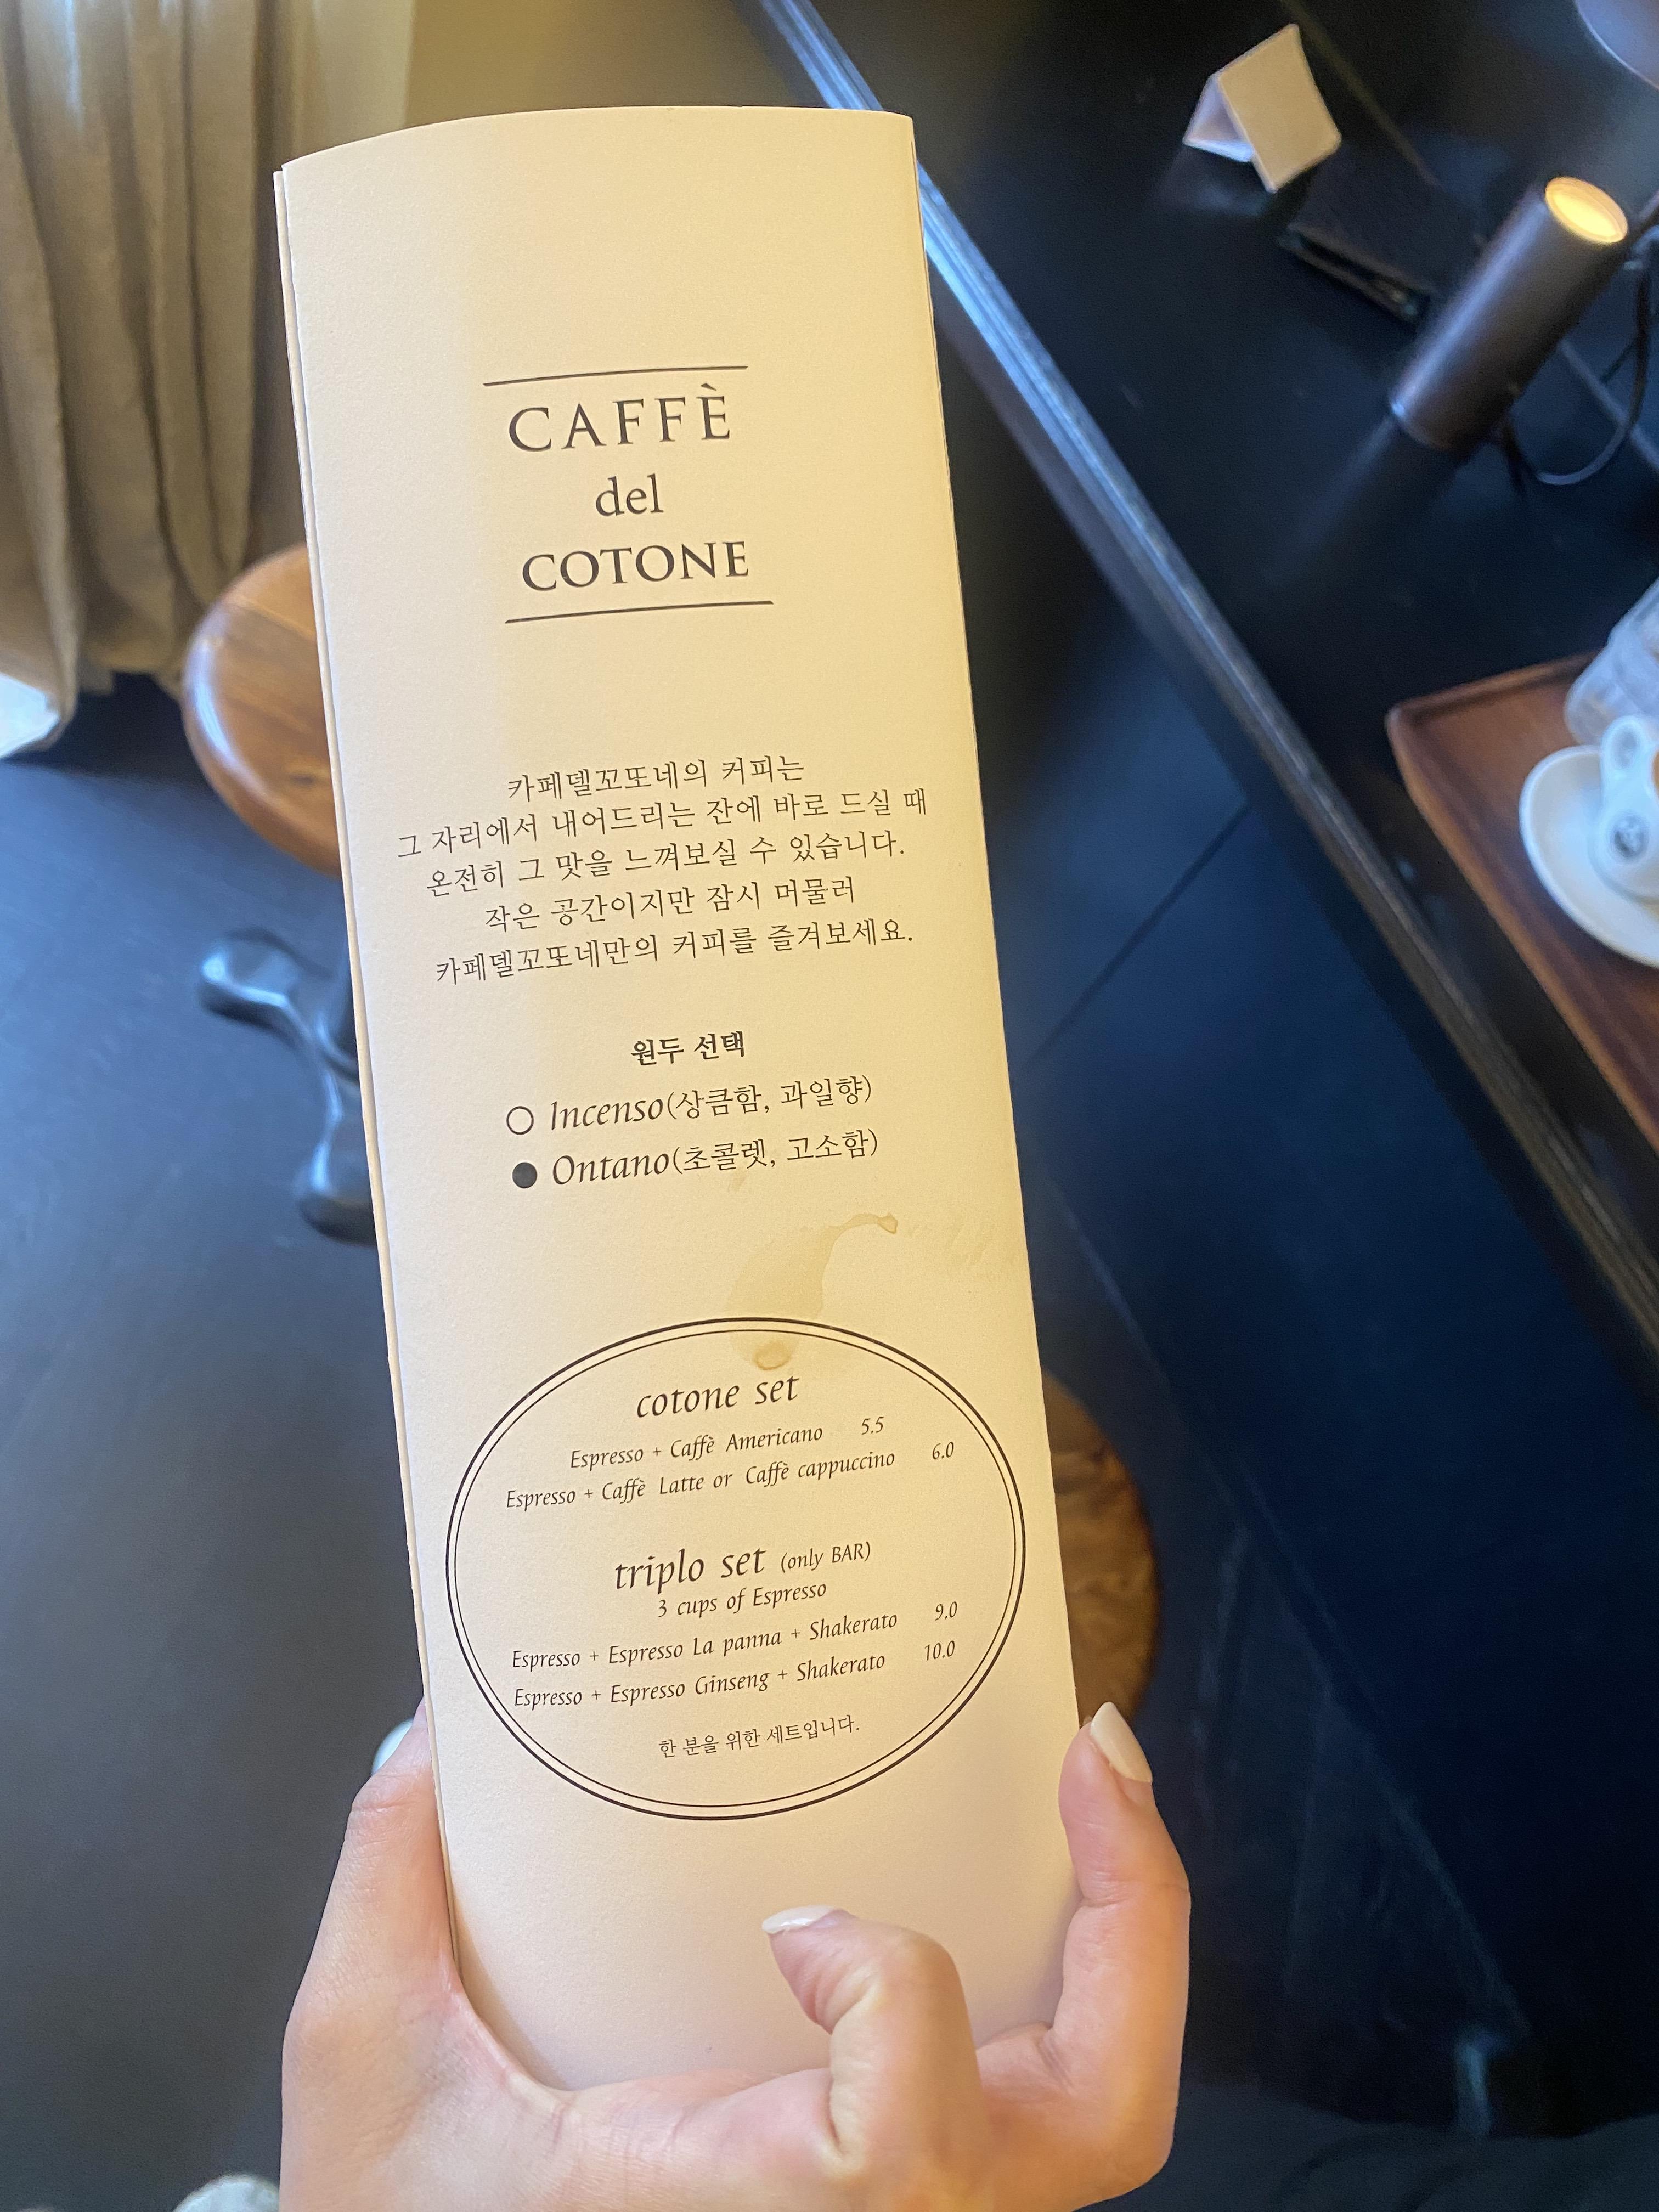 CAFFÈ
del
COTONE
카페델꼬또네의 커피는
그 자리에서 내어드리는 잔에 바로 드실 때
온전히 그 맛을 느껴보실 수 있습니다.
작은 공간이지만 잠시 머물러
카페델꼬또네만의 커피를 즐겨보세요.
원두 선택
○ Incenso(상큼함, 과일향)
● Ontano(초콜렛, 고소함)
cotone set
Espresso + Caffè Americano 5.5
Espresso + Caffè Latte or Caffè cappuccino 6.0
triplo set (only BAR)
3 cups of Espresso
Espresso + Espresso La panna + Shakerato 9.0
Espresso + Espresso Ginseng + Shakerato 10.0
한 분을 위한 세트입니다.